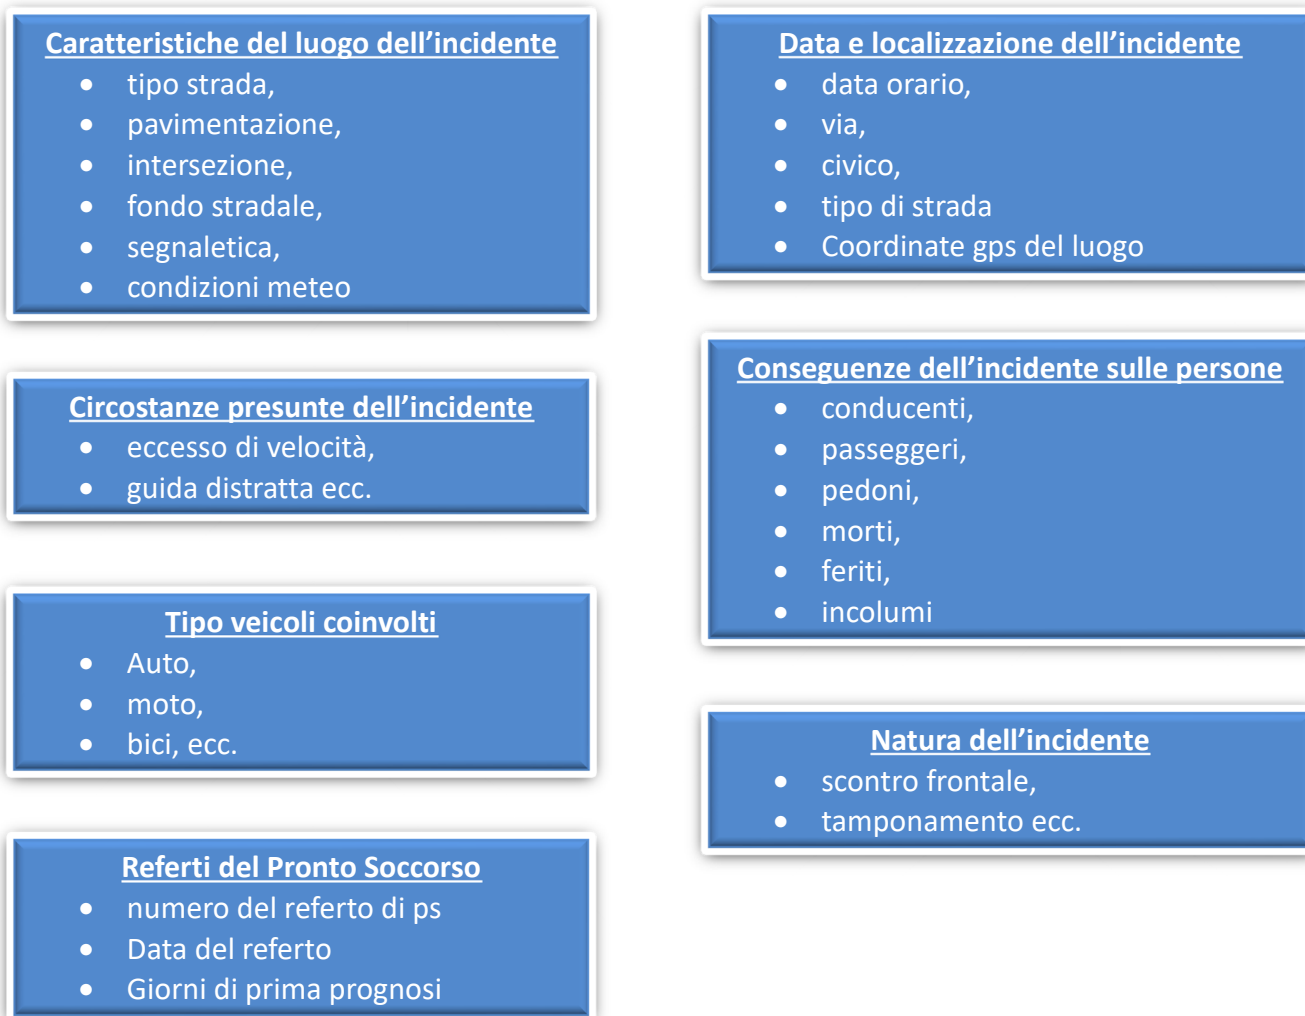 Caratteristiche del luogo dell’incidente
• tipo strada,
• pavimentazione,
• intersezione,
• fondo stradale,
• segnaletica,
• condizioni meteo
Circostanze presunte dell’incidente
• eccesso di velocità,
• guida distratta ecc.
Tipo veicoli coinvolti
• Auto,
• moto,
• bici, ecc.
Referti del Pronto Soccorso
• numero del referto di ps
• Data del referto
• Giorni di prima prognosi
Data e localizzazione dell’incidente
• data orario,
• via,
• civico,
• tipo di strada
• Coordinate gps del luogo
Conseguenze dell’incidente sulle persone
• conducenti,
• passeggeri,
• pedoni,
• morti,
• feriti,
• incolumi
Natura dell’incidente
• scontro frontale,
• tamponamento ecc.